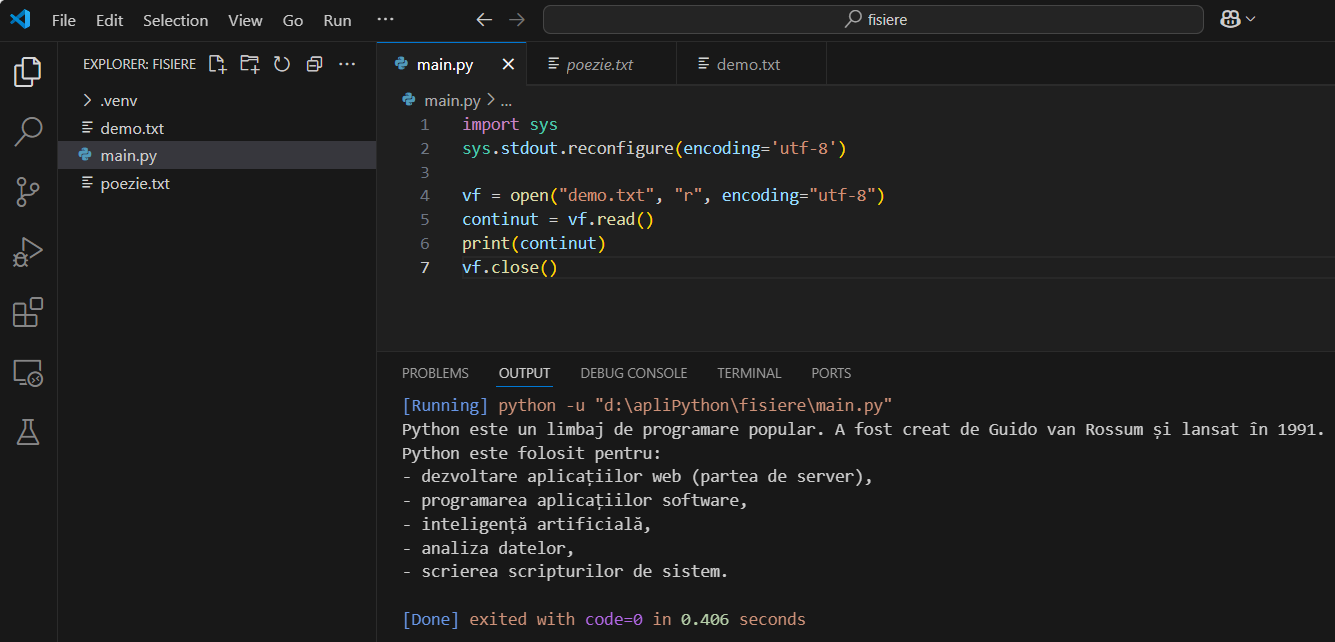 File Edit Selection View Go Run ... fisiere
EXPLORER: FISIERE ...
.venv
demo.txt
main.py
poezie.txt
main.py poezie.txt demo.txt
main.py > ...
1 import sys
2 sys.stdout.reconfigure(encoding='utf-8')
3
4 vf = open("demo.txt", "r", encoding="utf-8")
5 continut = vf.read()
6 print(continut)
7 vf.close()
PROBLEMS OUTPUT DEBUG CONSOLE TERMINAL PORTS
[Running] python -u "d:\apliPython\fisiere\main.py"
Python este un limbaj de programare popular. A fost creat de Guido van Rossum și lansat în 1991.
Python este folosit pentru:
- dezvoltare aplicațiilor web (partea de server),
- programarea aplicațiilor software,
- inteligență artificială,
- analiza datelor,
- scrierea scripturilor de sistem.
[Done] exited with code=0 in 0.406 seconds